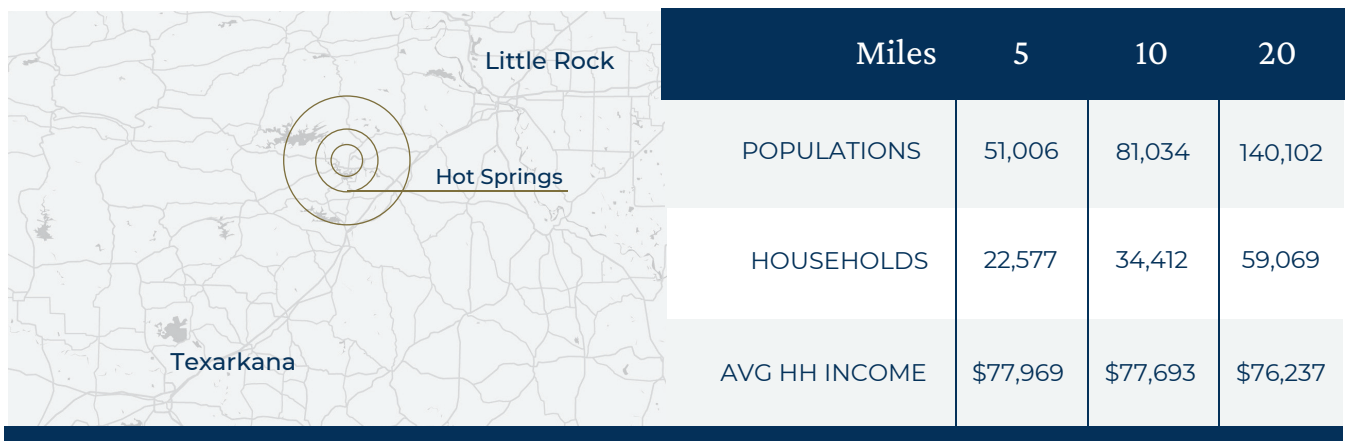 Little Rock
Hot Springs
Texarkana
Miles 5 10 20
POPULATIONS 51,006 81,034 140,102
HOUSEHOLDS 22,577 34,412 59,069
AVG HH INCOME $77,969 $77,693 $76,237